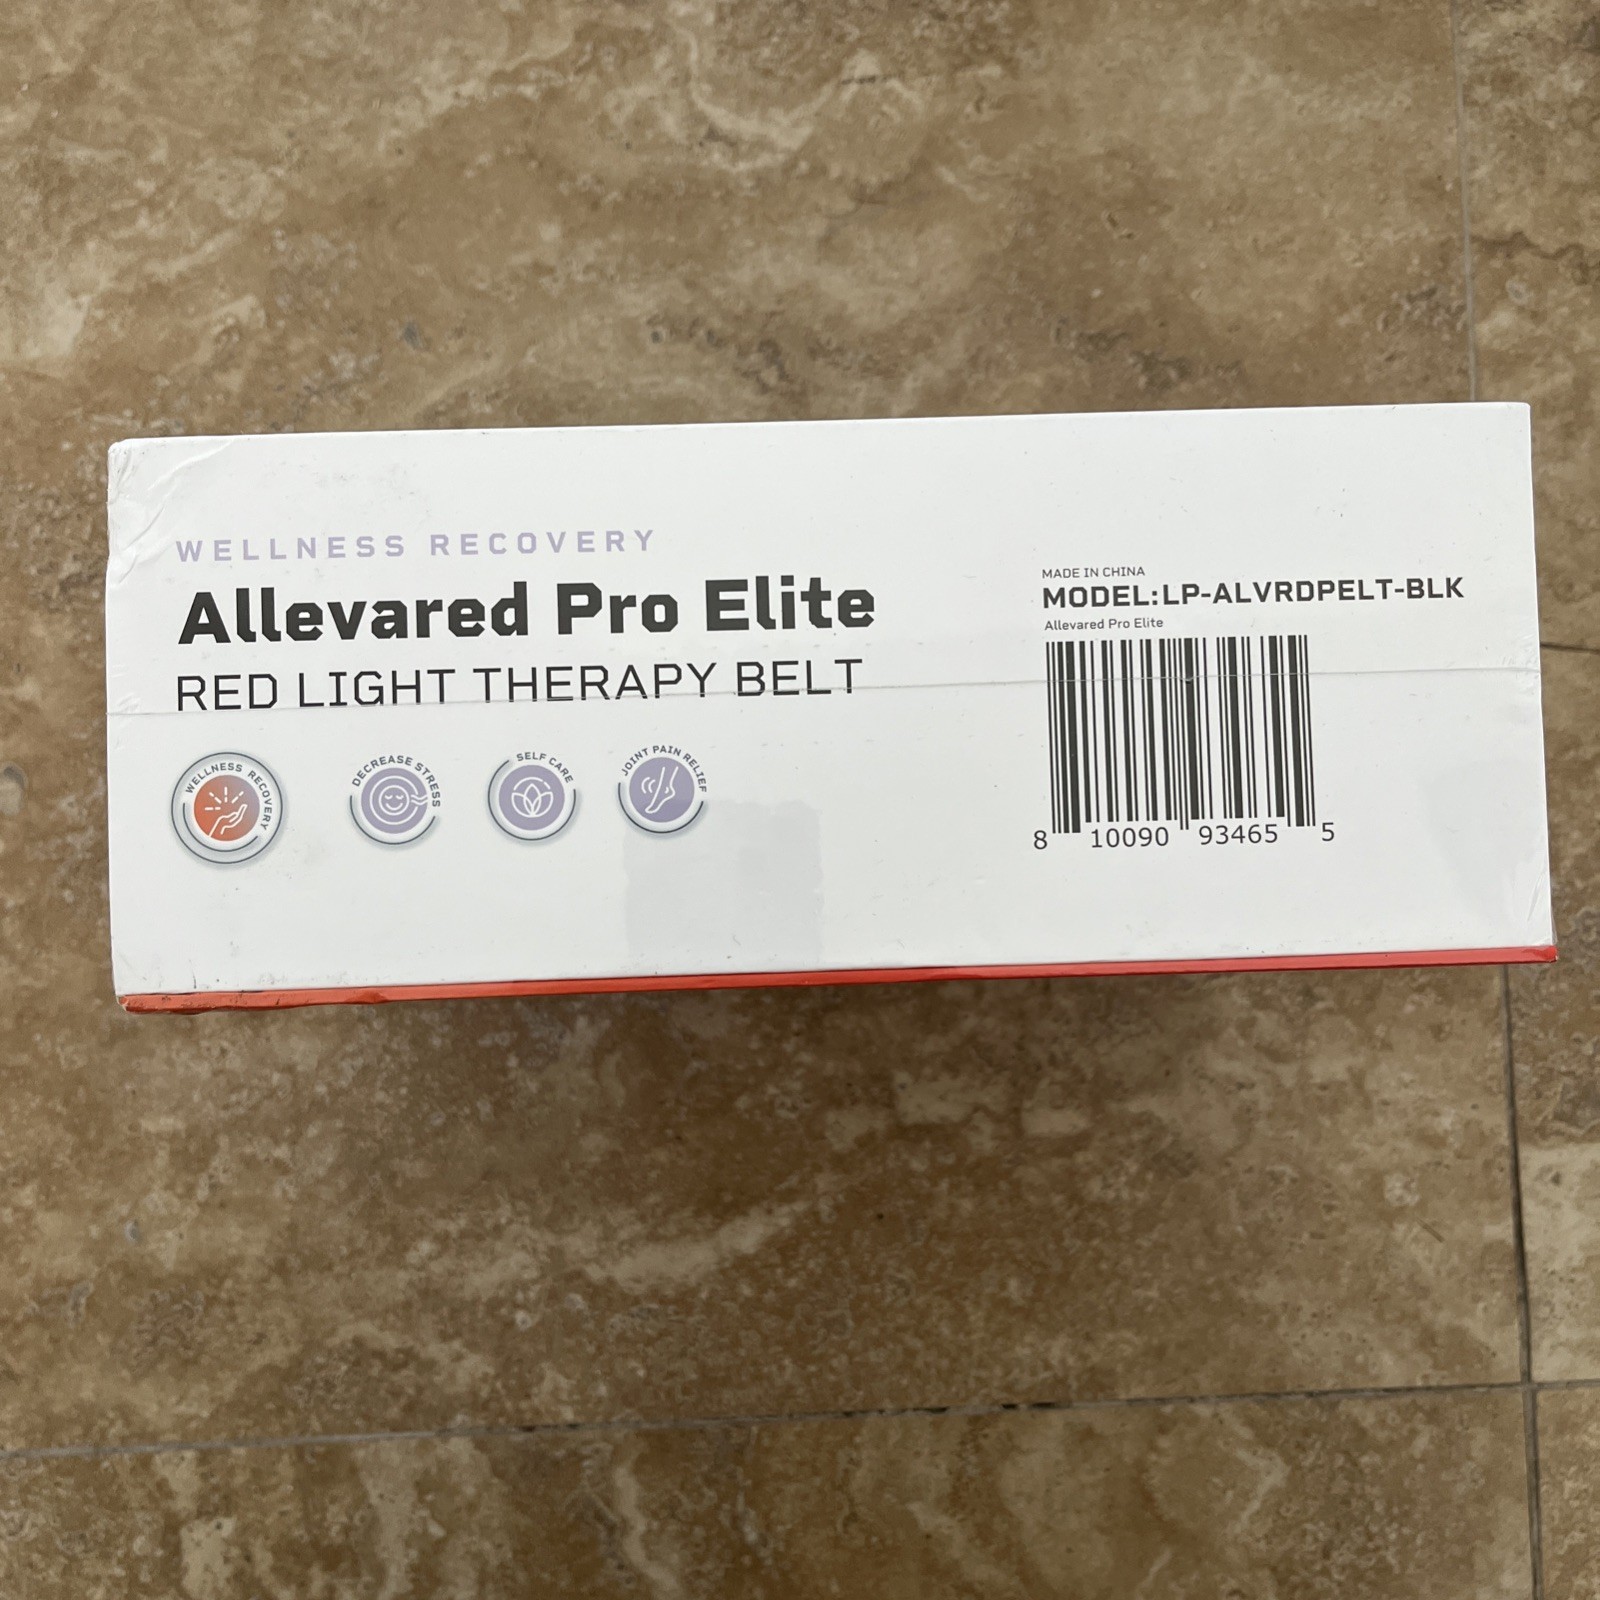 WELLNESS RECOVERY
Allevared Pro Elite
RED LIGHT THERAPY BELT
WELLNESS RECOVERY
DECREASE STRESS
SELF CARE
JOINT PAIN RELIEF
MADE IN CHINA
MODEL:LP-ALVRDPELT-BLK
Allevared Pro Elite
8 10090 93465 5